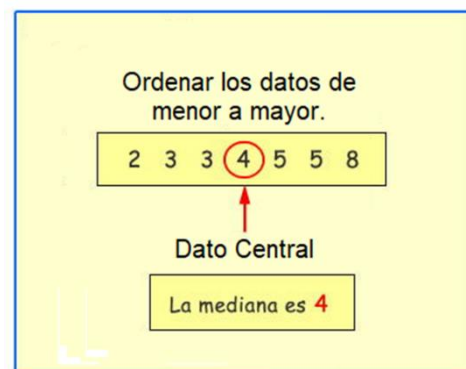 Ordenar los datos de
menor a mayor.
2 3 3 4 5 5 8
Dato Central
La mediana es 4